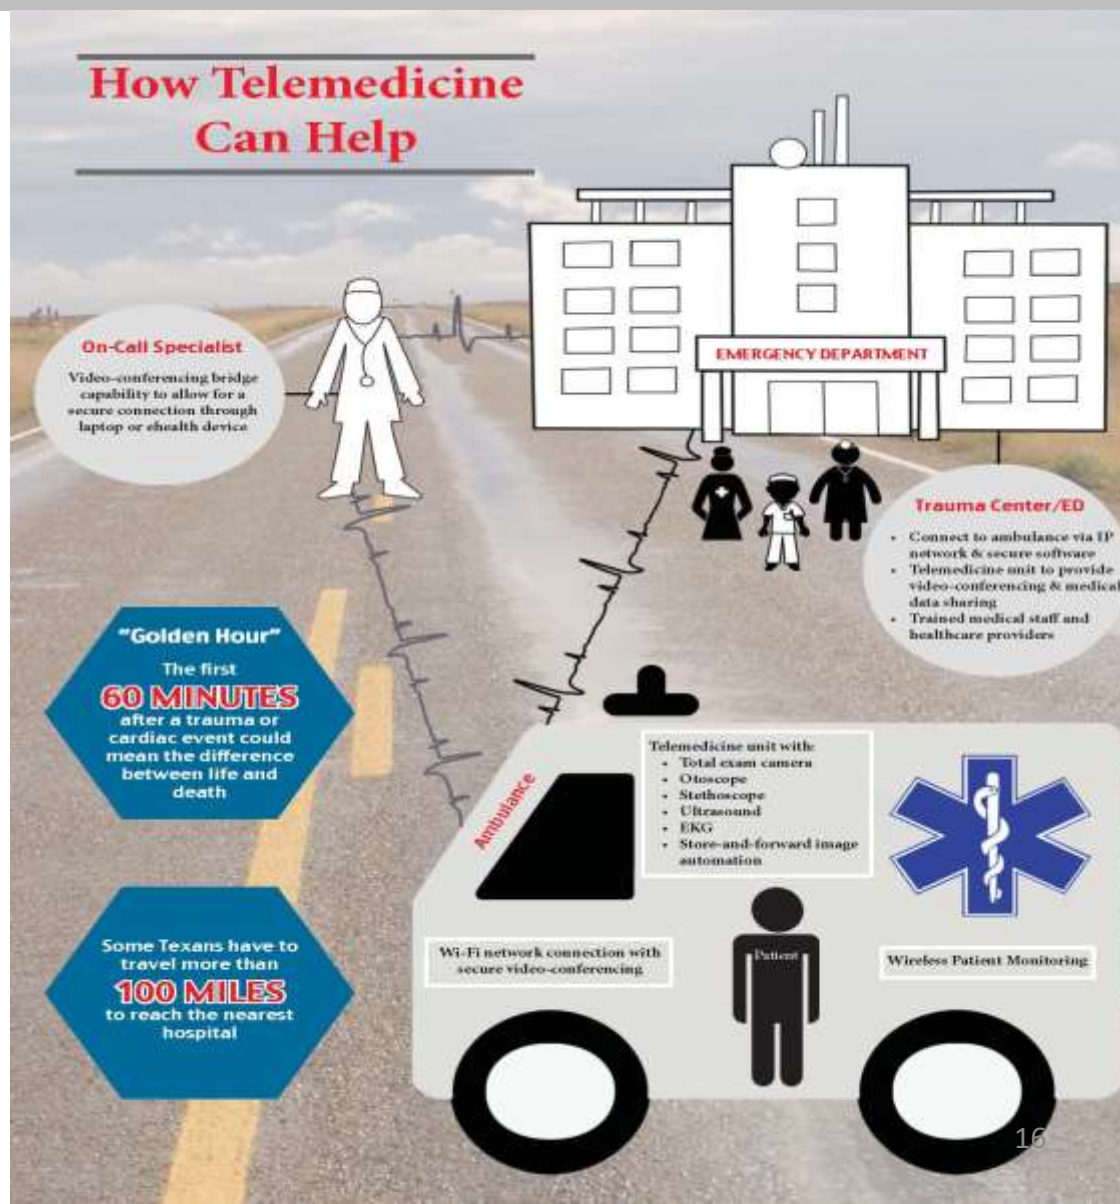 How Telemedicine
Can Help
EMERGENCY DEPARTMENT
On-Call Specialist
Video-conferencing bridge
capability to allow for a
secure connection through
laptop or ehealth device
Trauma Center/ED
• Connect to ambulance via IP
network & secure software
• Telemedicine unit to provide
video-conferencing & medical
data sharing
• Trained medical staff and
healthcare providers
"Golden Hour"
The first
60 MINUTES
after a trauma or
cardiac event could
mean the difference
between life and
death
Ambulance
Telemedicine unit with:
• Total exam camera
• Otoscope
• Stethoscope
• Ultrasound
• EKG
• Store-and-forward image
automation
Some Texans have to
travel more than
100 MILES
to reach the nearest
hospital
Wi-Fi network connection with
secure video-conferencing
Patient
Wireless Patient Monitoring
16